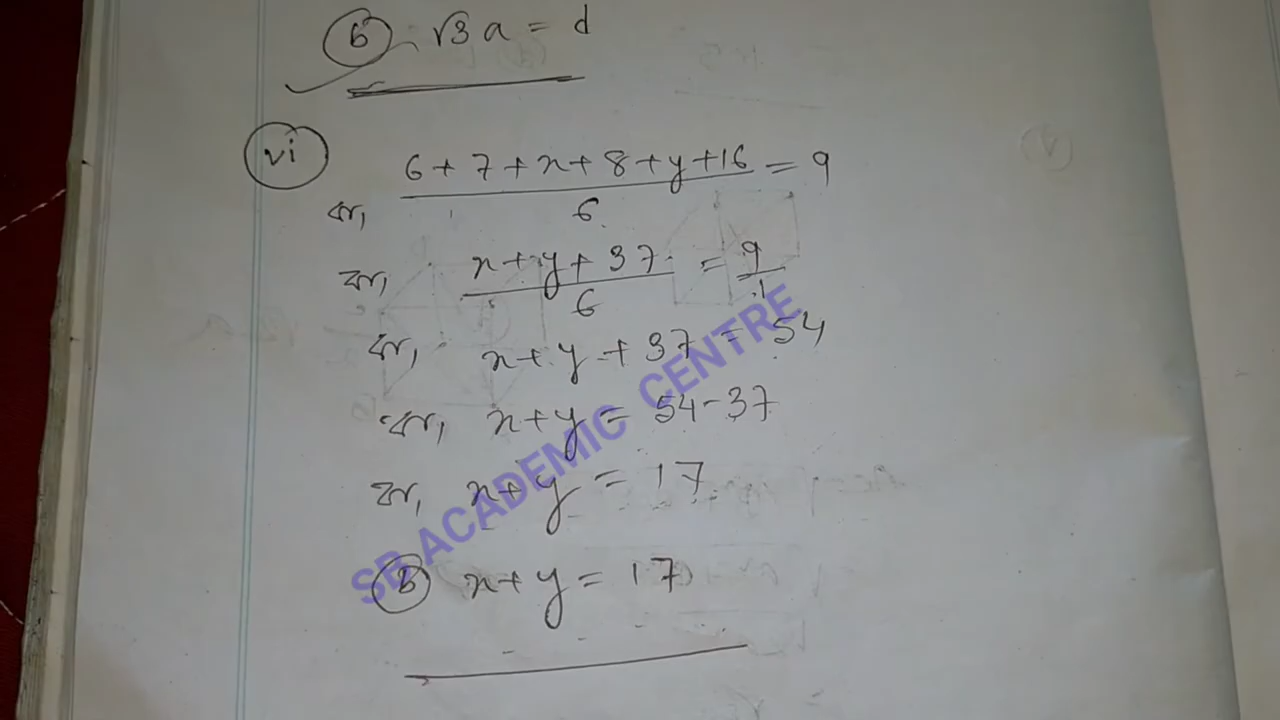 b √3 a = d
vi
6 + 7 + x + 8 + y + 16 = 9
বা, 6
বা, x + y + 37 = 9
6 1
বা, x + y + 37 = 54
বা, x + y = 54 - 37
বা, x + y = 17
B x + y = 17
SB ACADEMIC CENTRE